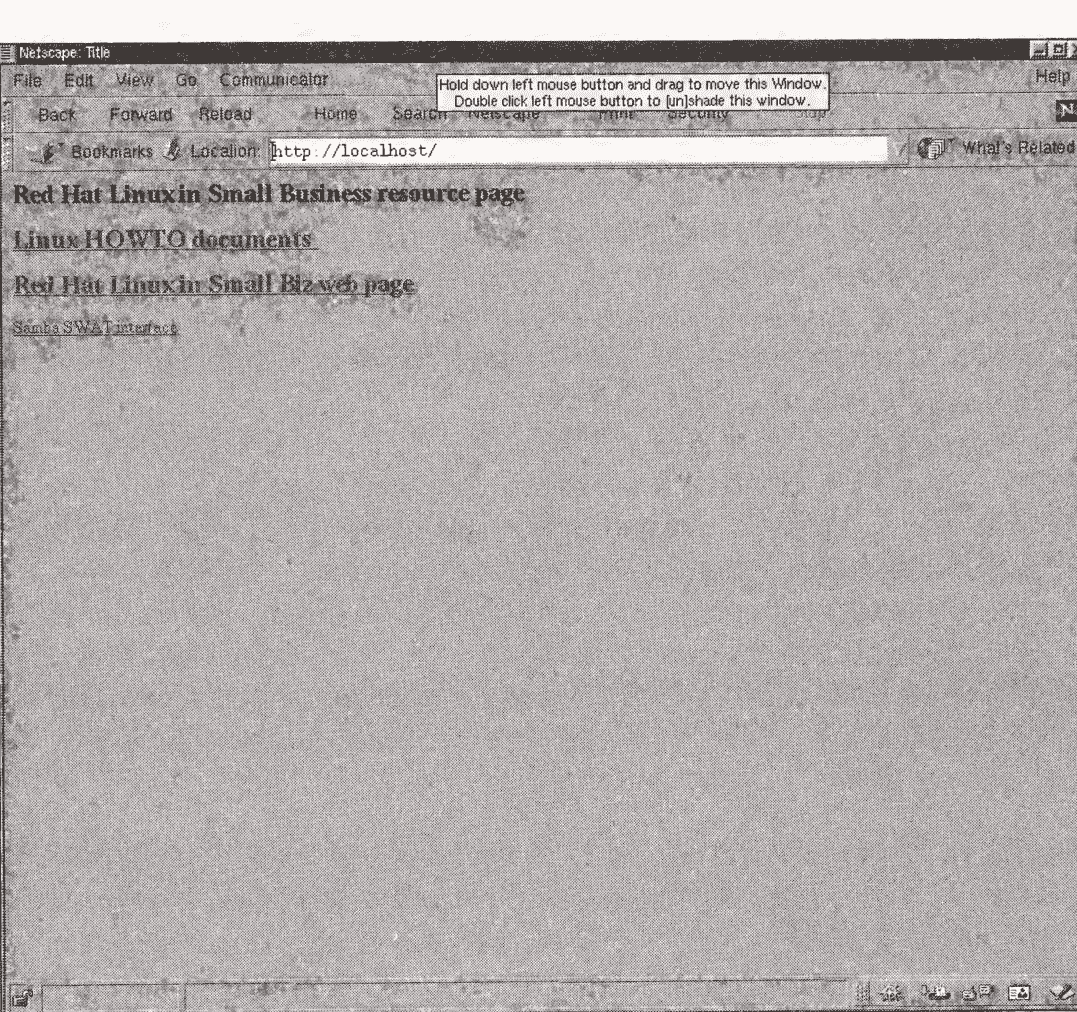 Netscape: Title
File Edit View Go Communicator Help
Hold down left mouse button and drag to move this Window.
Double click left mouse button to [un]shade this window.
Back Forward Reload Home Search Netscape Print Security Stop
N
Bookmarks Location: http://localhost/ What's Related
Red Hat Linux in Small Business resource page
Linux HOWTO documents
Red Hat Linux in Small Biz web page
Samba SWAT interface